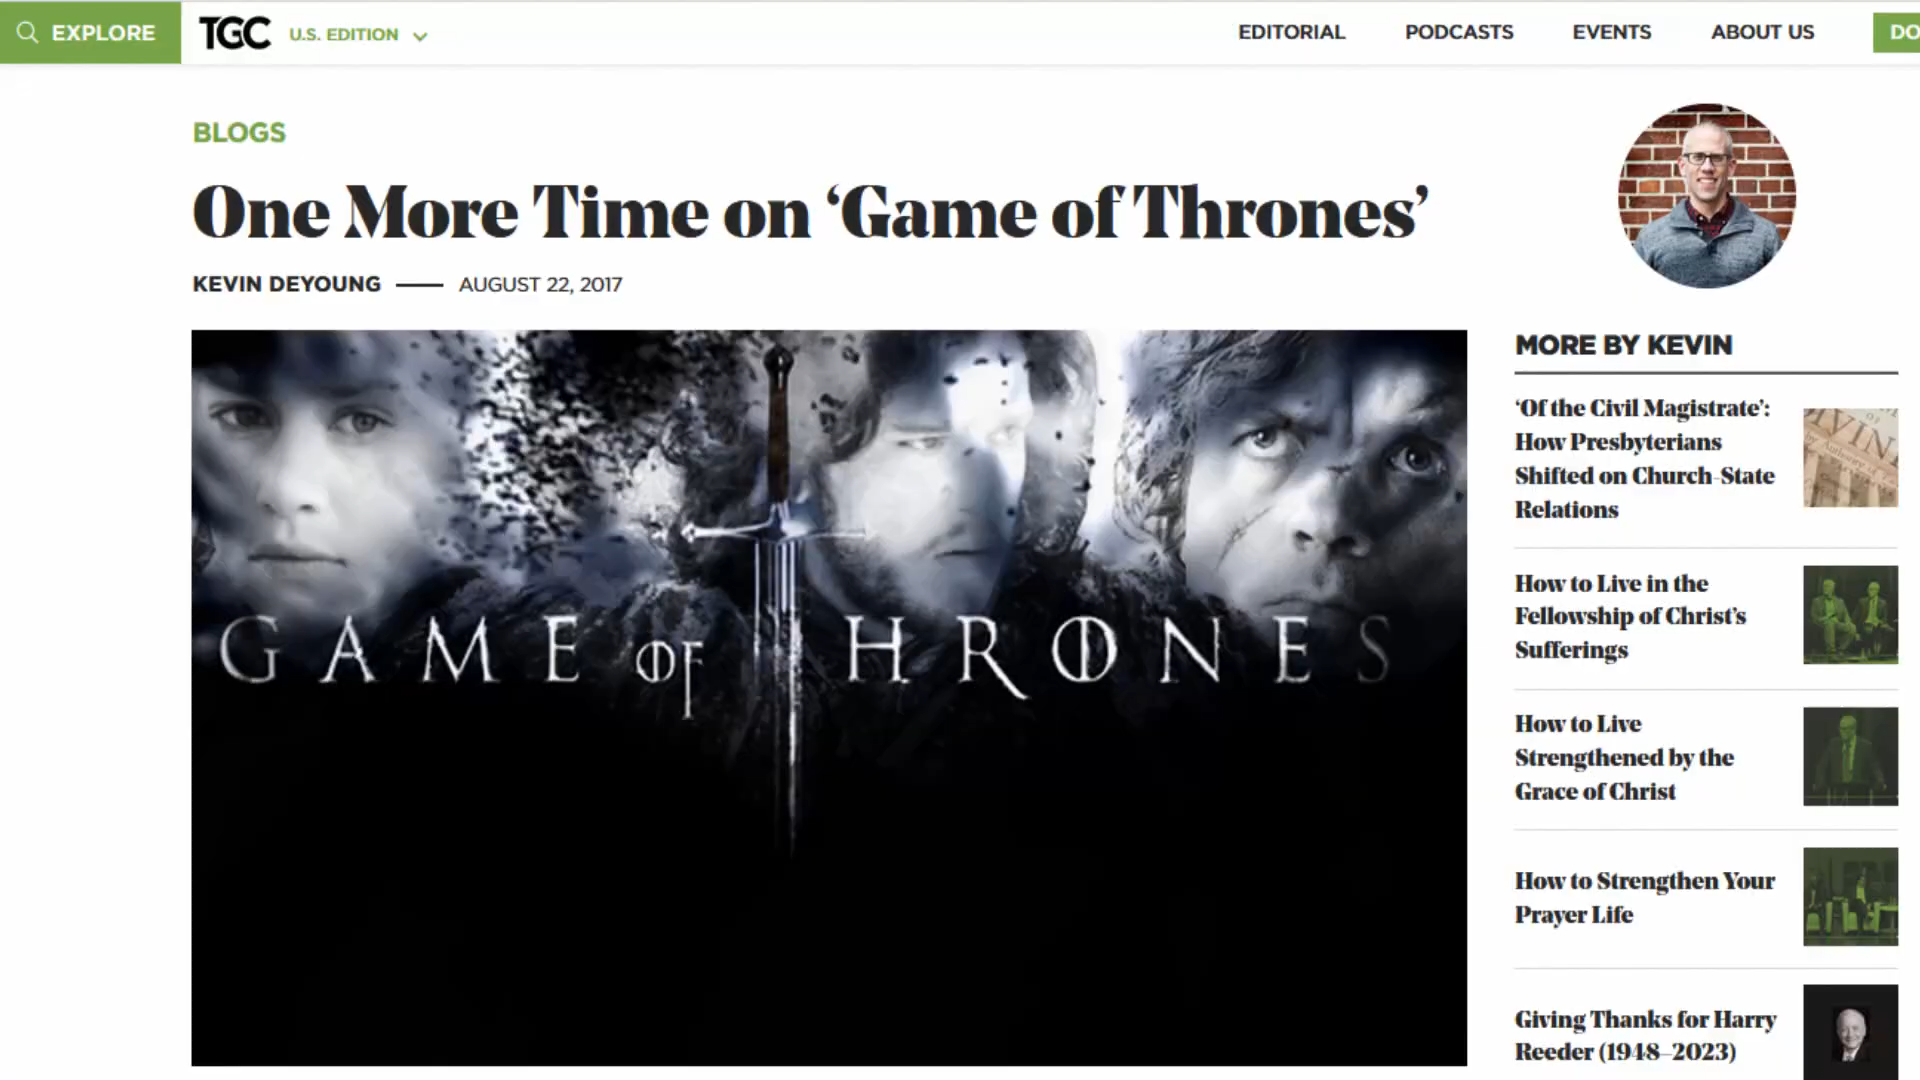 EXPLORE
TGC
U.S. EDITION
EDITORIAL
PODCASTS
EVENTS
ABOUT US
DO
BLOGS
One More Time on ‘Game of Thrones’
KEVIN DEYOUNG
AUGUST 22, 2017
GAME OF THRONES
MORE BY KEVIN
‘Of the Civil Magistrate’:
How Presbyterians
Shifted on Church-State
Relations
How to Live in the
Fellowship of Christ’s
Sufferings
How to Live
Strengthened by the
Grace of Christ
How to Strengthen Your
Prayer Life
Giving Thanks for Harry
Reeder (1948–2023)